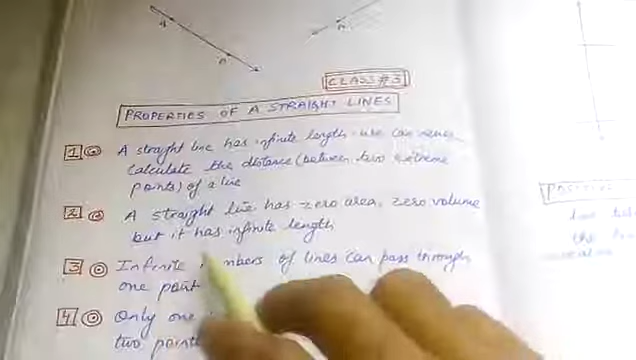 CLASS#3
PROPERTIES OF A STRAIGHT LINES
1 A straight line has infinite length. we can never
calculate the distance (between two extreme
points) of a line
2 A straight line has zero area, zero volume
but it has infinite length
3 Infinite of lines can pass through
one point
4 Only one
two point